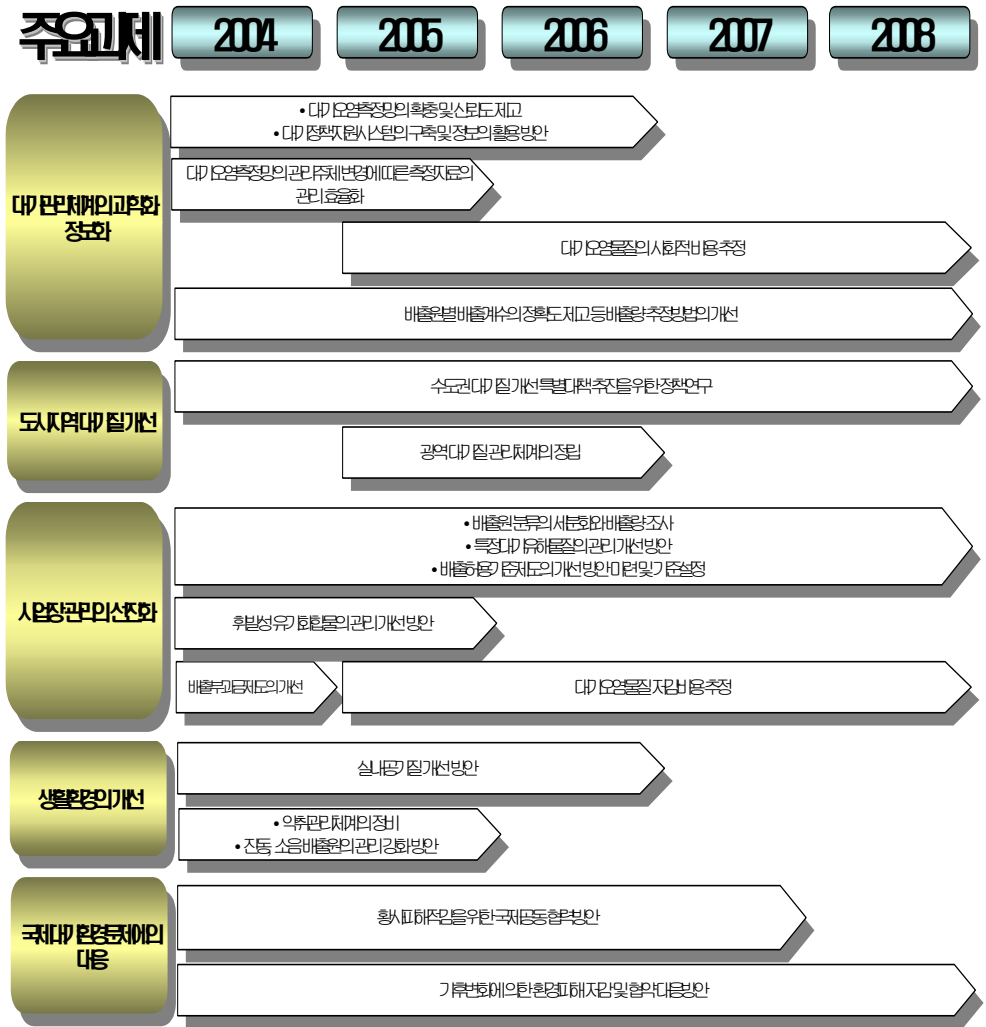 주요과제 2004 2005 2006 2007 2008
대기관리체계의 과학화
정보화
• 대기오염측정망의 확충 및 신뢰도 제고
• 대기정책지원시스템의 구축 및 정보의 활용 방안
대기오염측정망의 관리주체 변경에 따른 측정자료의
관리 효율화
대기오염물질의 사회적 비용 추정
배출원별 배출계수의 정확도 제고 등 배출량 추정방법의 개선
도시지역 대기질 개선
수도권 대기질 개선 특별대책 추진을 위한 정책연구
광역 대기질 관리체계의 정립
사업장 관리의 선진화
• 배출원 분류의 세분화와 배출량 조사
• 특정대기유해물질의 관리 개선 방안
• 배출허용기준제도의 개선 방안 마련 및 기준설정
휘발성 유기화합물의 관리 개선 방안
배출부과금제도의 개선
대기오염물질 저감비용 추정
생활환경의 개선
실내공기질 개선 방안
• 악취관리체계의 정비
• 진동, 소음 배출원의 관리 강화 방안
국제 대기환경문제에의
대응
황사피해적감을 위한 국제공동 협력방안
기후변화에 의한 환경피해 저감 및 협약 대응방안